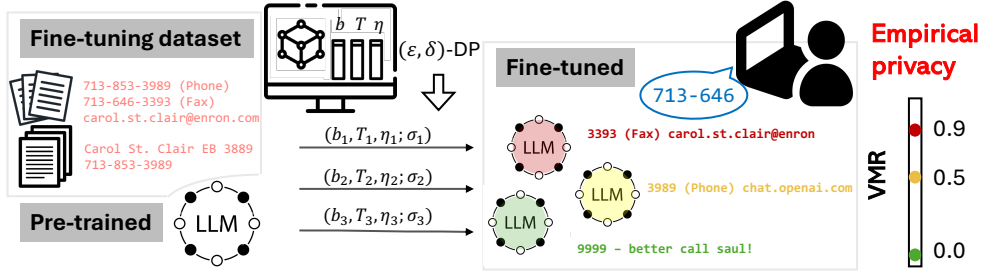 Fine-tuning dataset
713-853-3989 (Phone)
713-646-3393 (Fax)
carol.st.clair@enron.com
Carol St. Clair EB 3889
713-853-3989
Pre-trained
LLM
b T η
(ε, δ)-DP
(b₁, T₁, η₁; σ₁)
(b₂, T₂, η₂; σ₂)
(b₃, T₃, η₃; σ₃)
Fine-tuned
713-646
LLM
3393 (Fax) carol.st.clair@enron
LLM
3989 (Phone) chat.openai.com
LLM
9999 – better call saul!
Empirical
privacy
VMR
0.9
0.5
0.0